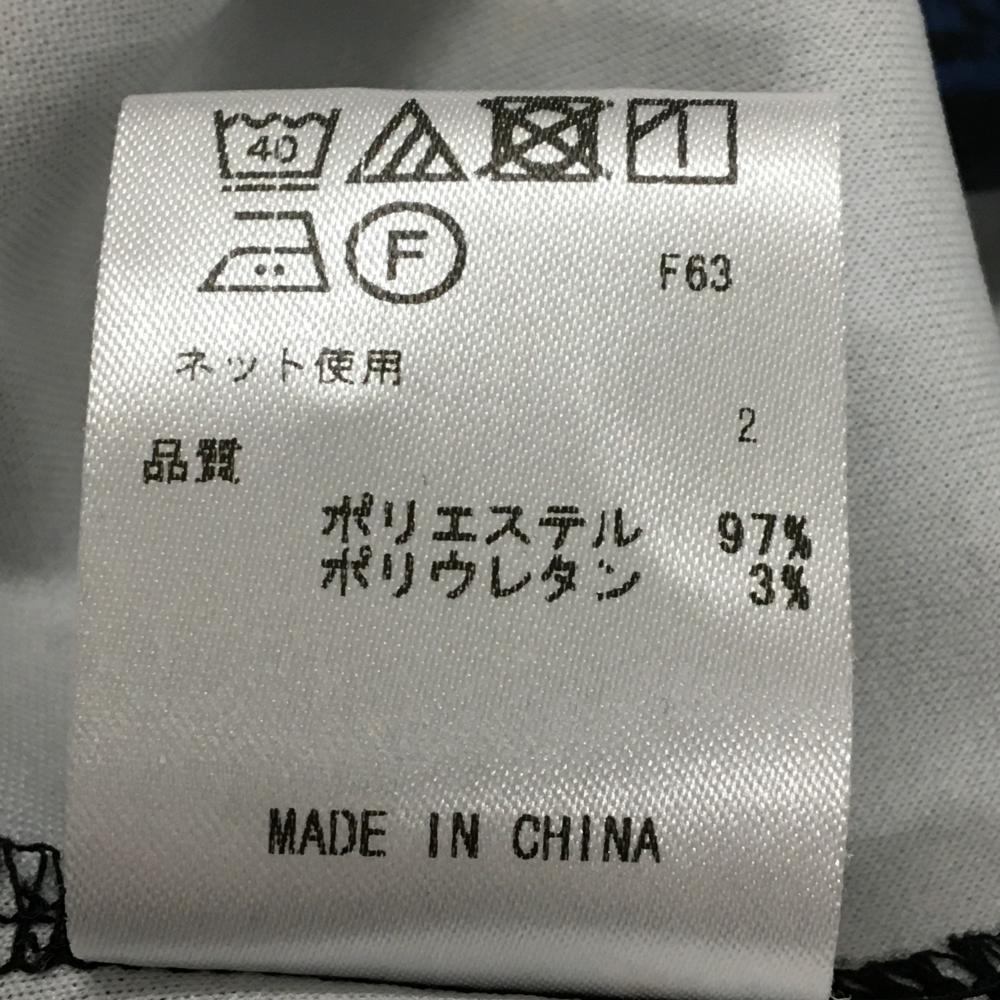 40
F F63
ネット使用
2
品質
ポリエステル 97%
ポリウレタン 3%
MADE IN CHINA